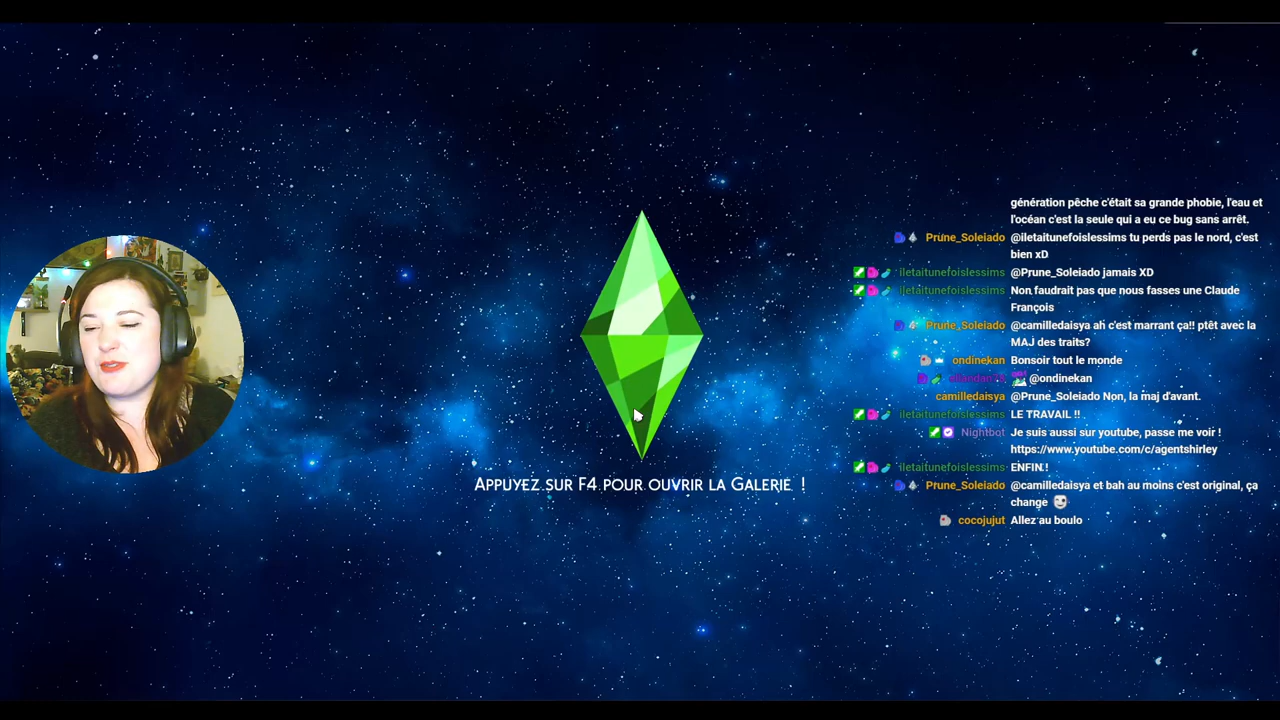 génération pêche c'était sa grande phobie, l'eau et
l'océan c'est la seule qui a eu ce bug sans arrêt.
Prune_Soleiado @iletaitunefoislessims tu perds pas le nord, c'est
bien xD
iletaitunefoislessims @Prune_Soleiado jamais XD
iletaitunefoislessims Non faudrait pas que nous fasses une Claude
François
Prune_Soleiado @camilledaisya ah c'est marrant ça!! ptêt avec la
MAJ des traits?
ondinekan Bonsoir tout le monde
@ondinekan
camilledaisya @Prune_Soleiado Non, la maj d'avant.
iletaitunefoislessims LE TRAVAIL !!
Nightbot Je suis aussi sur youtube, passe me voir !
https://www.youtube.com/c/agentshirley
iletaitunefoislessims ENFIN !
Prune_Soleiado @camilledaisya et bah au moins c'est original, ça
change
cocojujut Allez au boulo
Appuyez sur F4 pour ouvrir la Galerie !